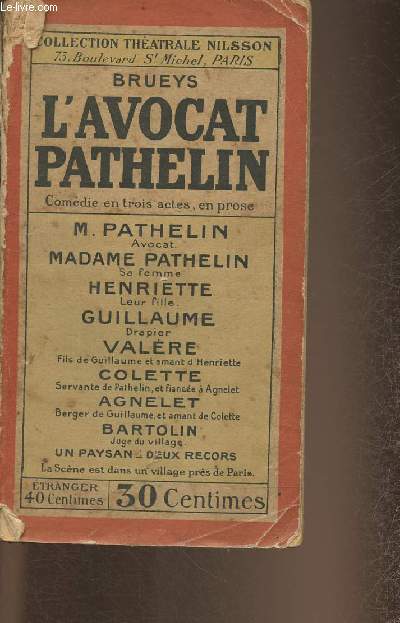 www.le-livre.com
COLLECTION THÉATRALE NILSSON
73, Boulevard St Michel, PARIS
BRUEYS
L'AVOCAT
PATHELIN
Comédie en trois actes, en prose
M. PATHELIN
Avocat.
MADAME PATHELIN
Sa femme
HENRIETTE
Leur fille.
GUILLAUME
Drapier
VALÈRE
Fils de Guillaume et amant d'Henriette
COLETTE
Servante de Pathelin, et fiancée à Agnelet
AGNELET
Berger de Guillaume, et amant de Colette
BARTOLIN
Juge du village.
UN PAYSAN _ DEUX RECORS
La Scène est dans un village près de Paris.
ÉTRANGER
40 Centimes
30 Centimes